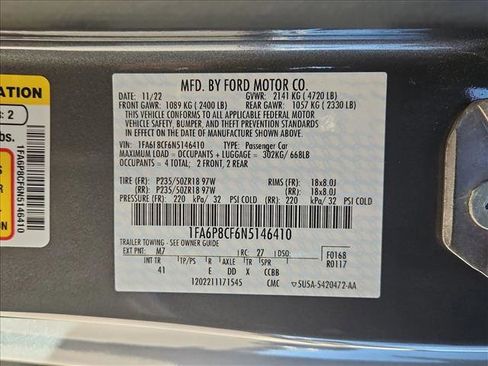 MFD. BY FORD MOTOR CO.
DATE: 11/22 GVWR: 2141 KG ( 4720 LB)
FRONT GAWR: 1089 KG ( 2400 LB) REAR GAWR: 1057 KG ( 2330 LB)
THIS VEHICLE CONFORMS TO ALL APPLICABLE FEDERAL MOTOR VEHICLE
SAFETY, BUMPER, AND THEFT PREVENTION STANDARDS
IN EFFECT ON THE DATE OF MANUFACTURE SHOWN ABOVE.
TYPE: Passenger Car
MAXIMUM LOAD = OCCUPANTS + LUGGAGE = 302KG / 668LB
OCCUPANTS = 4 TOTAL, 2 FRONT, 2 REAR
TIRE (FR): P235/50ZR18 97W RIMS (FR): 18x8.0J
(RR): P235/50ZR18 97W (RR): 18x8.0J
PRESSURE (FR): 220 kPa/ 32 PSI COLD (RR): 220 kPa/ 32 PSI COLD
1FA6P8CF6N5146410
TRAILER TOWING - SEE OWNER GUIDE
EXT PNT: M7 RC: 27 DSO: F0168
R0117
INT TR TP/PS R AXLE TR SPR
41 E DD X CCBB
1202211171545 CMC SU5A-5420472-AA
ATION
: 2
bs.
1FA6P8CF6N5146410